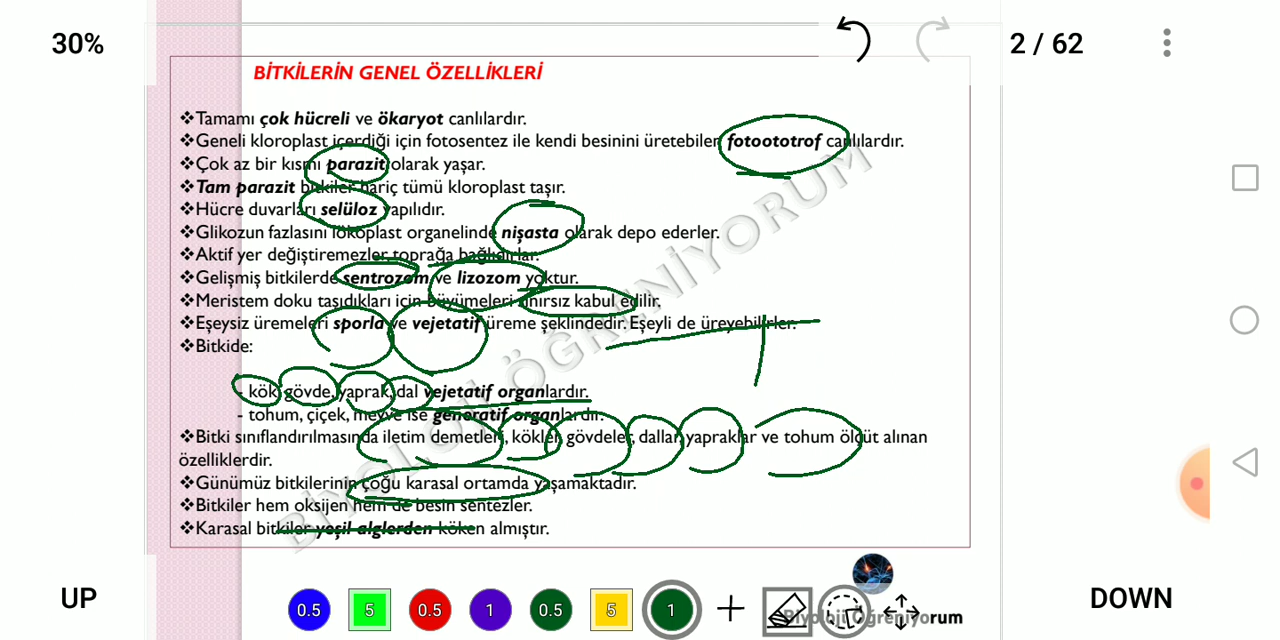 30%
2 / 62
BİTKİLERİN GENEL ÖZELLİKLERİ
❖Tamamı çok hücreli ve ökaryot canlılardır.
❖Geneli kloroplast içerdiği için fotosentez ile kendi besinini üretebilen fotoototrof canlılardır.
❖Çok az bir kısmı parazit olarak yaşar.
❖Tam parazit bitkiler hariç tümü kloroplast taşır.
❖Hücre duvarları selüloz yapılıdır.
❖Glikozun fazlasını lökoplast organelinde nişasta olarak depo ederler.
❖Aktif yer değiştiremezler toprağa bağlıdırlar.
❖Gelişmiş bitkilerde sentrozom ve lizozom yoktur.
❖Meristem doku taşıdıkları için büyümeleri sınırsız kabul edilir.
❖Eşeysiz üremeleri sporla ve vejetatif üreme şeklindedir. Eşeyli de üreyebilirler.
❖Bitkide:
- kök, gövde, yaprak, dal vejetatif organlardır.
- tohum, çiçek, meyve ise generatif organlardır.
❖Bitki sınıflandırılmasında iletim demetleri, kökler, gövdeler, dallar, yapraklar ve tohum ölçüt alınan
özelliklerdir.
❖Günümüz bitkilerinin çoğu karasal ortamda yaşamaktadır.
❖Bitkiler hem oksijen hem de besin sentezler.
❖Karasal bitkiler yeşil alglerden köken almıştır.
BİYOLOJİ ÖĞRENİYORUM
UP
DOWN
0.5 5 0.5 1 0.5 5 1
Biyoloji Öğreniyorum